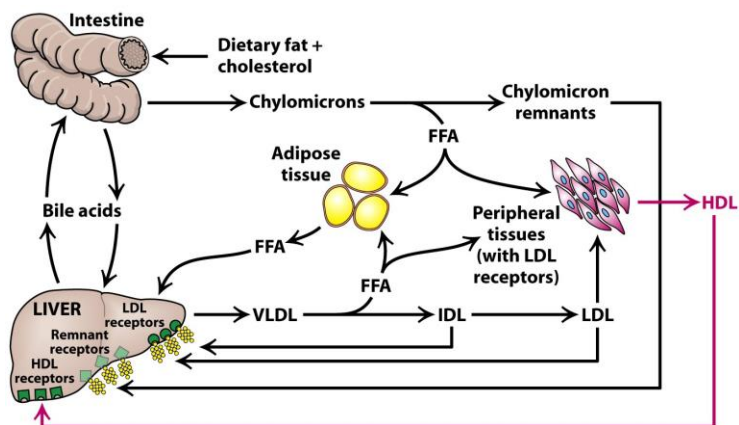 Intestine
Dietary fat +
cholesterol
Chylomicrons
Chylomicron
remnants
FFA
Adipose
tissue
HDL
Bile acids
Peripheral
tissues
(with LDL
receptors)
FFA
FFA
LIVER
LDL
receptors
VLDL
IDL
LDL
Remnant
receptors
HDL
receptors